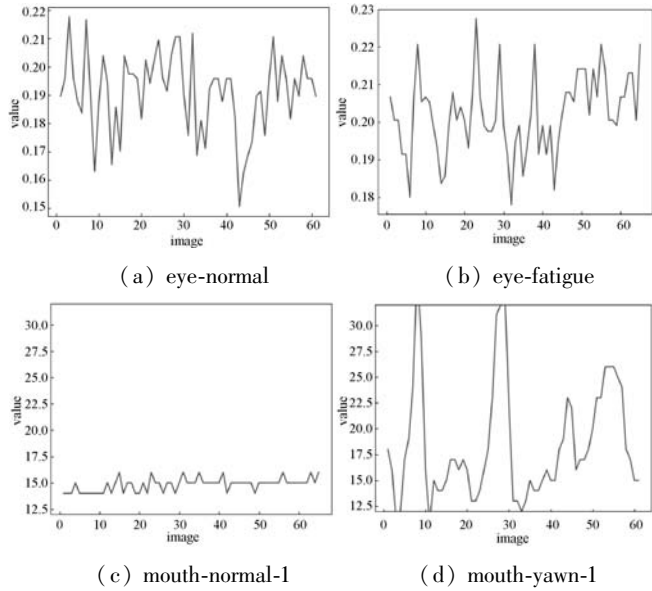 0.22
0.21
0.20
0.19
0.18
0.17
0.16
0.15
value
0 10 20 30 40 50 60
image
(a) eye-normal
0.23
0.22
0.21
0.20
0.19
0.18
value
0 10 20 30 40 50 60
image
(b) eye-fatigue
30.0
27.5
25.0
22.5
20.0
17.5
15.0
12.5
value
0 10 20 30 40 50 60
image
(c) mouth-normal-1
30.0
27.5
25.0
22.5
20.0
17.5
15.0
12.5
value
0 10 20 30 40 50 60
image
(d) mouth-yawn-1